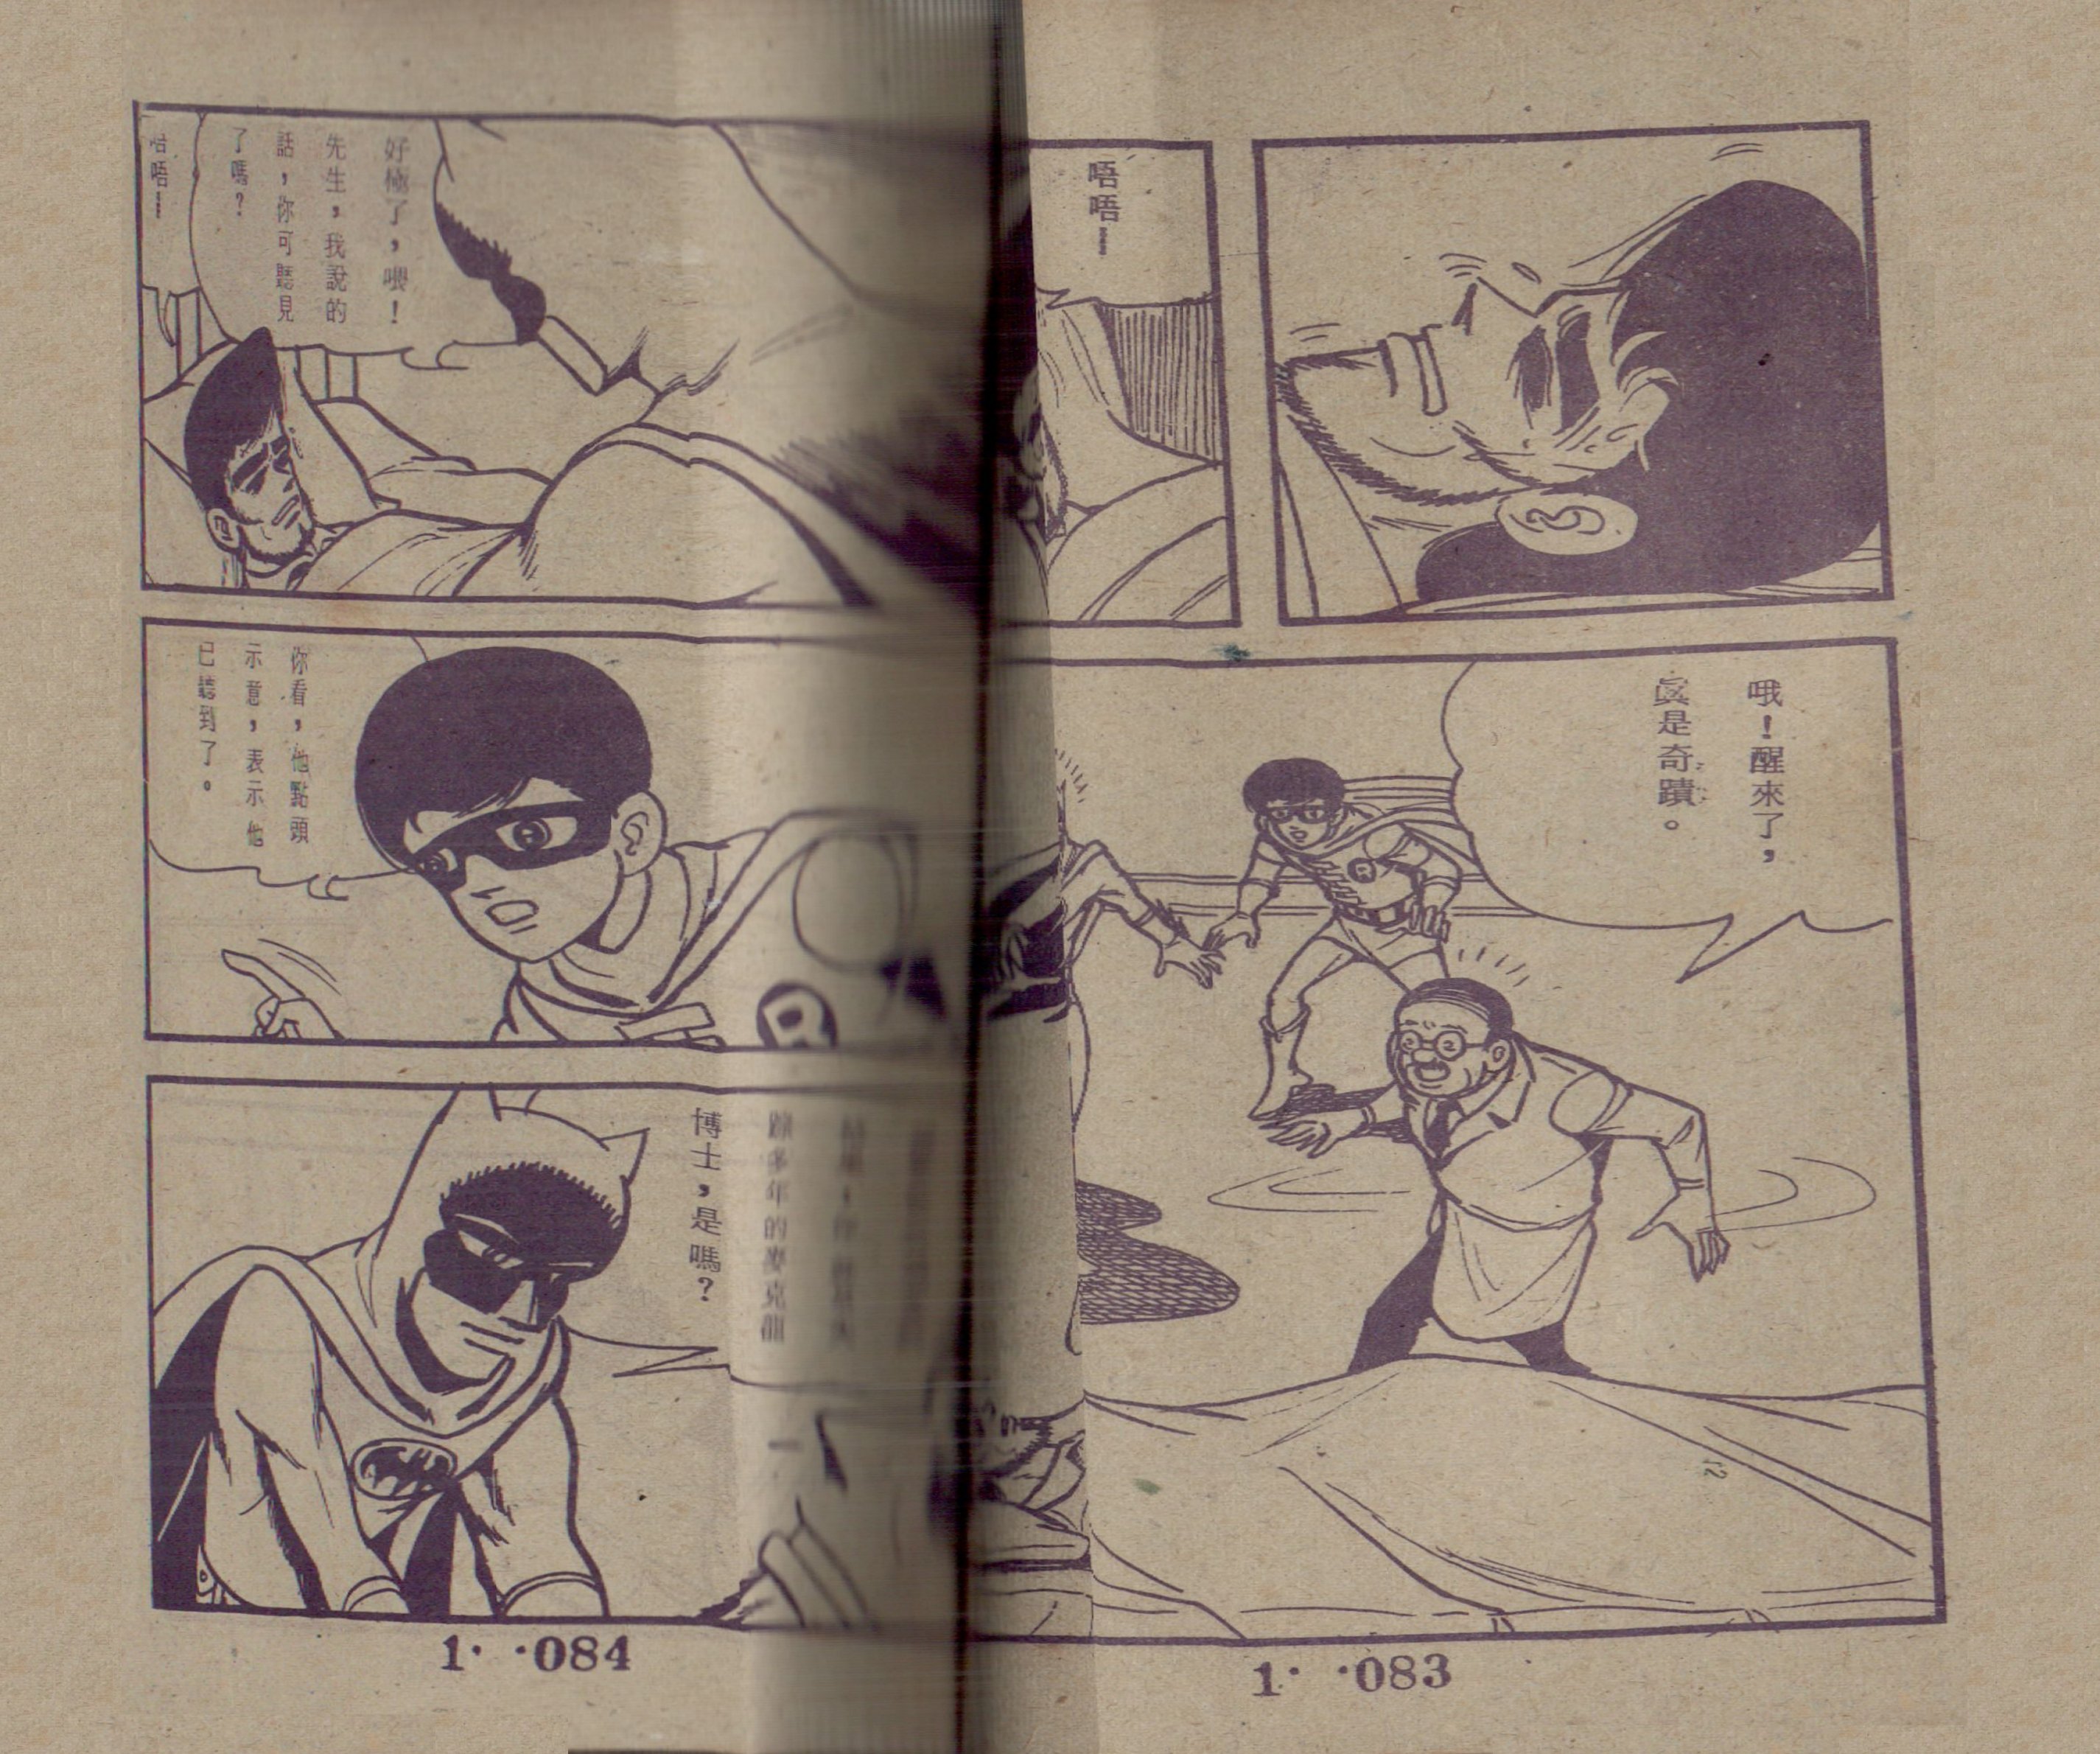 唔唔—
哦！醒來了，
眞是奇蹟。
R
1··083
好極了，喂！
先生，我說的
話，你可聽見
了嗎？
唔唔—
你看，他點頭
示意，表示他
已聽到了。
R
博士，是嗎？
1··084